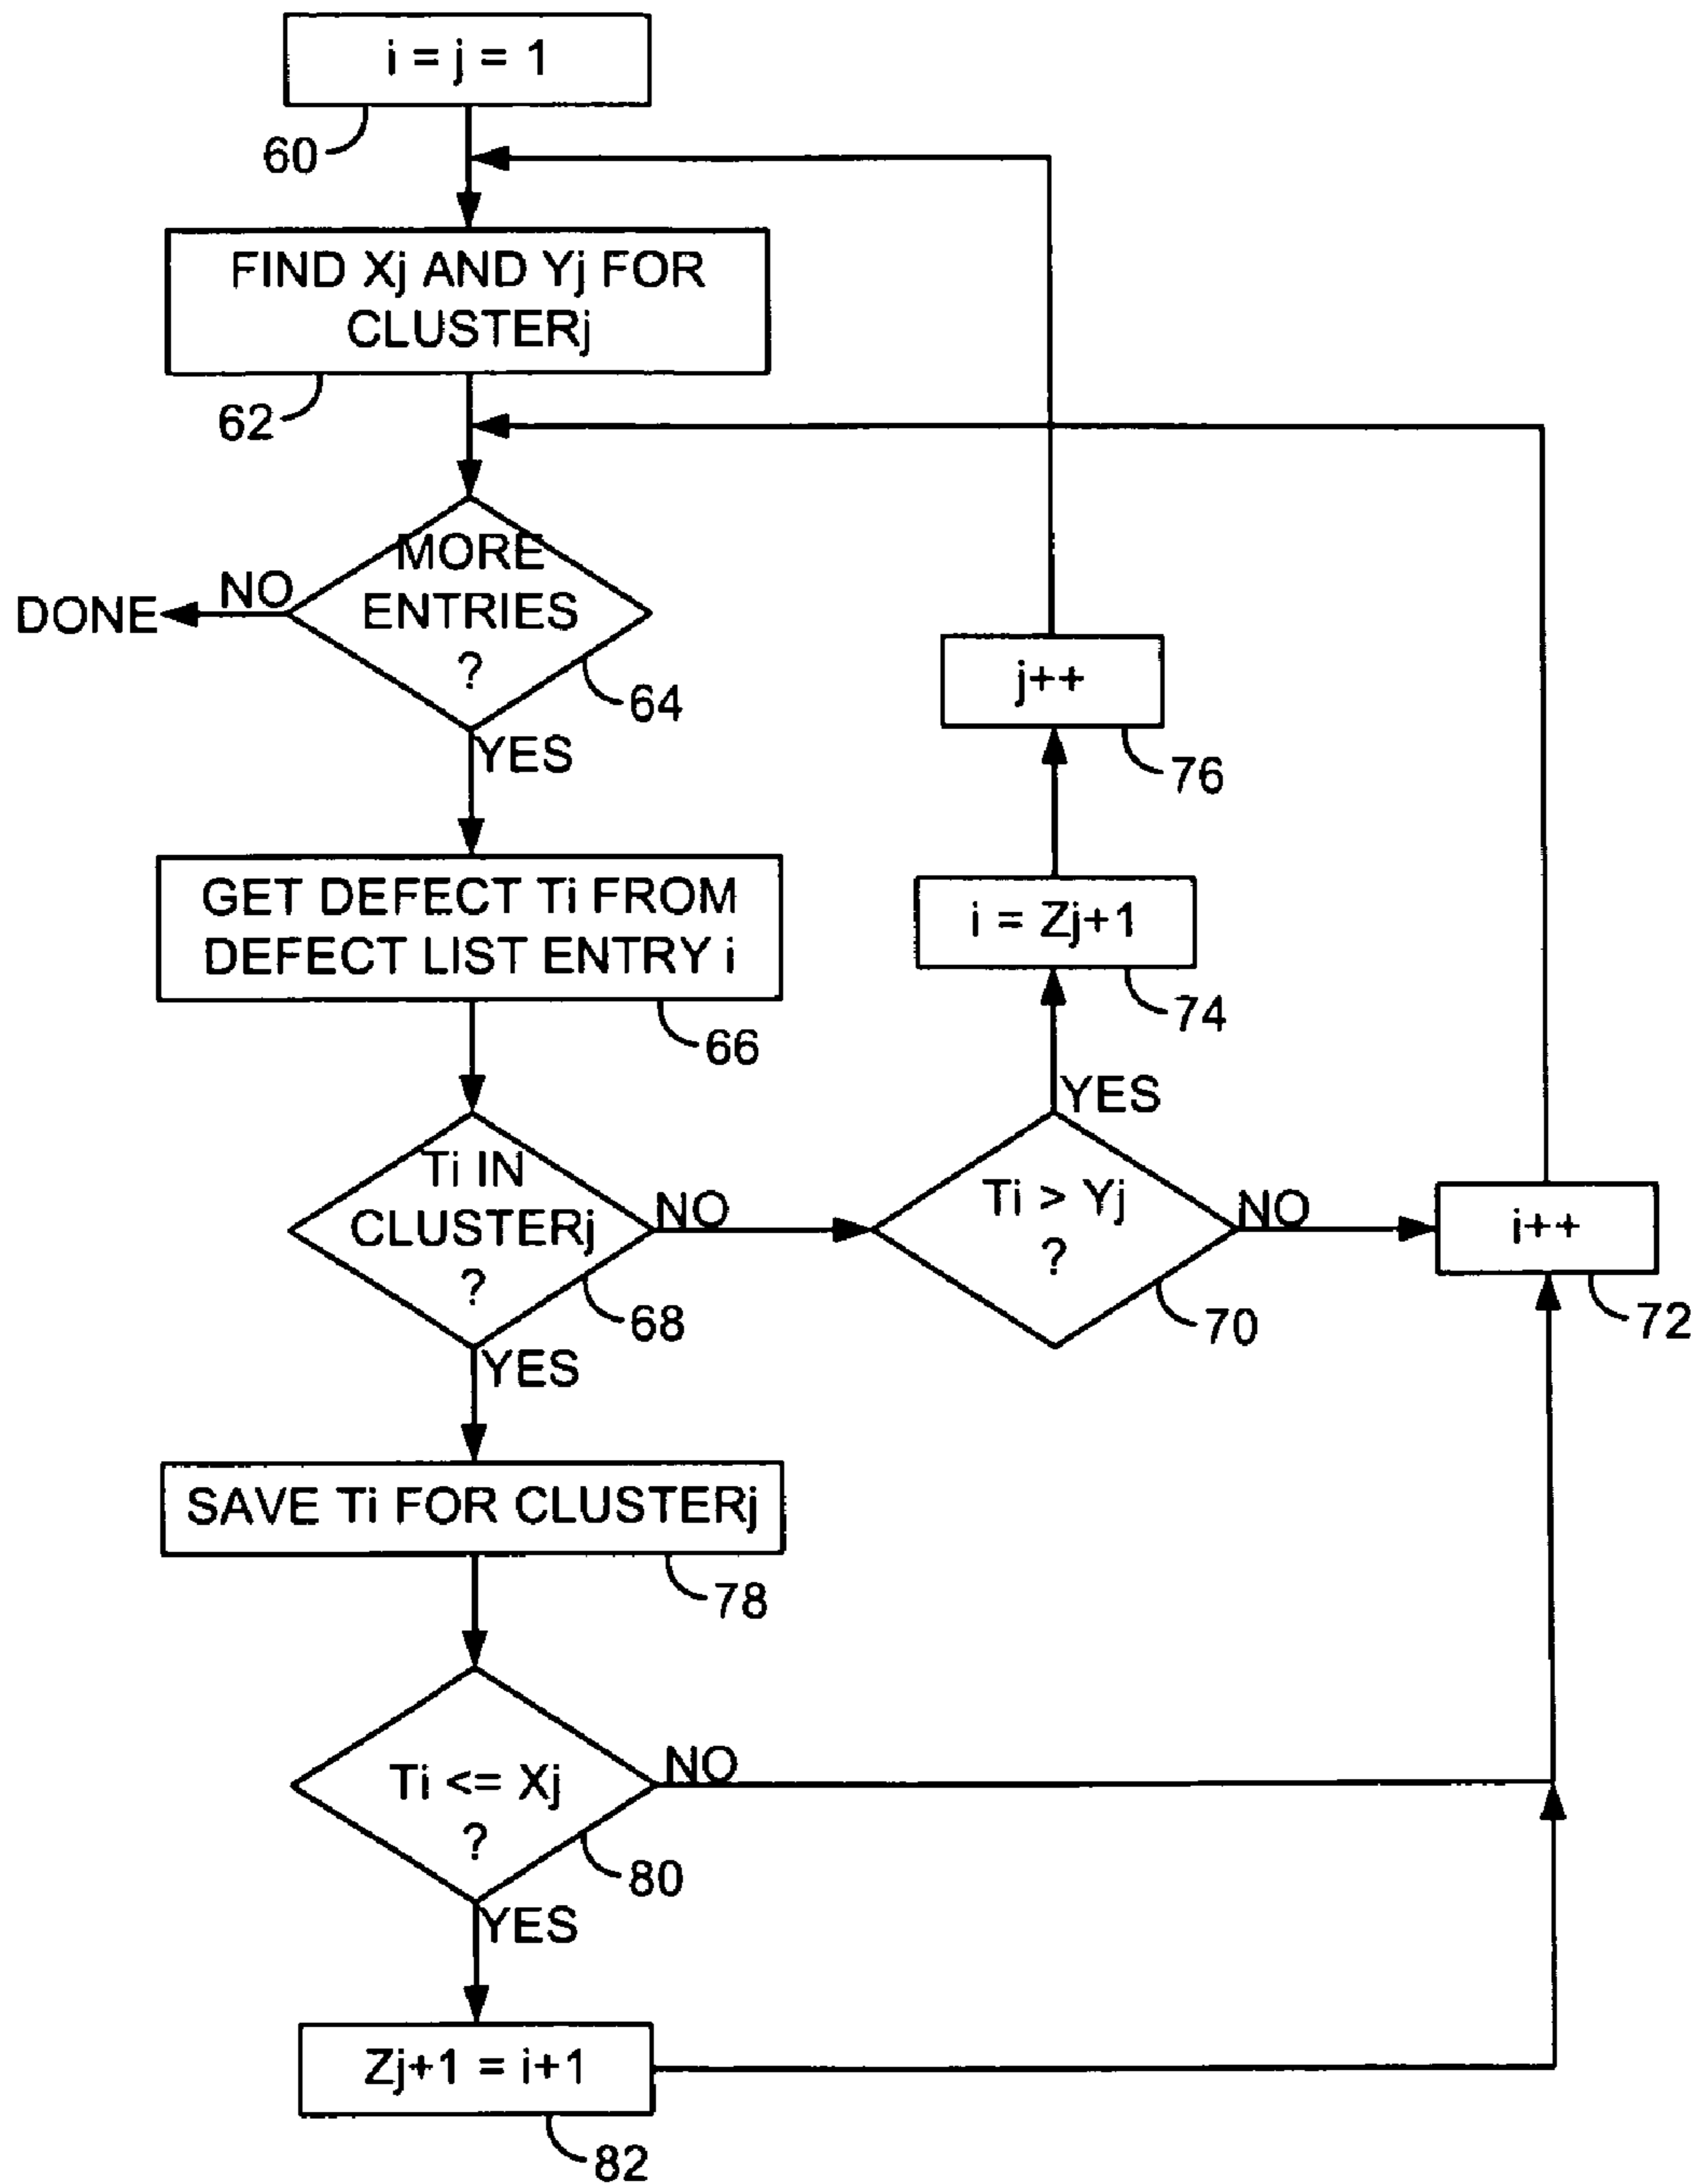 i = j = 1
60
FIND Xj AND Yj FOR
CLUSTERj
62
MORE
ENTRIES
?
NO
DONE
64
YES
j++
76
GET DEFECT Ti FROM
DEFECT LIST ENTRY i
66
i = Zj+1
74
YES
Ti IN
CLUSTERj
?
NO
68
YES
Ti > Yj
?
NO
70
i++
72
SAVE Ti FOR CLUSTERj
78
Ti <= Xj
?
NO
80
YES
Zj+1 = i+1
82